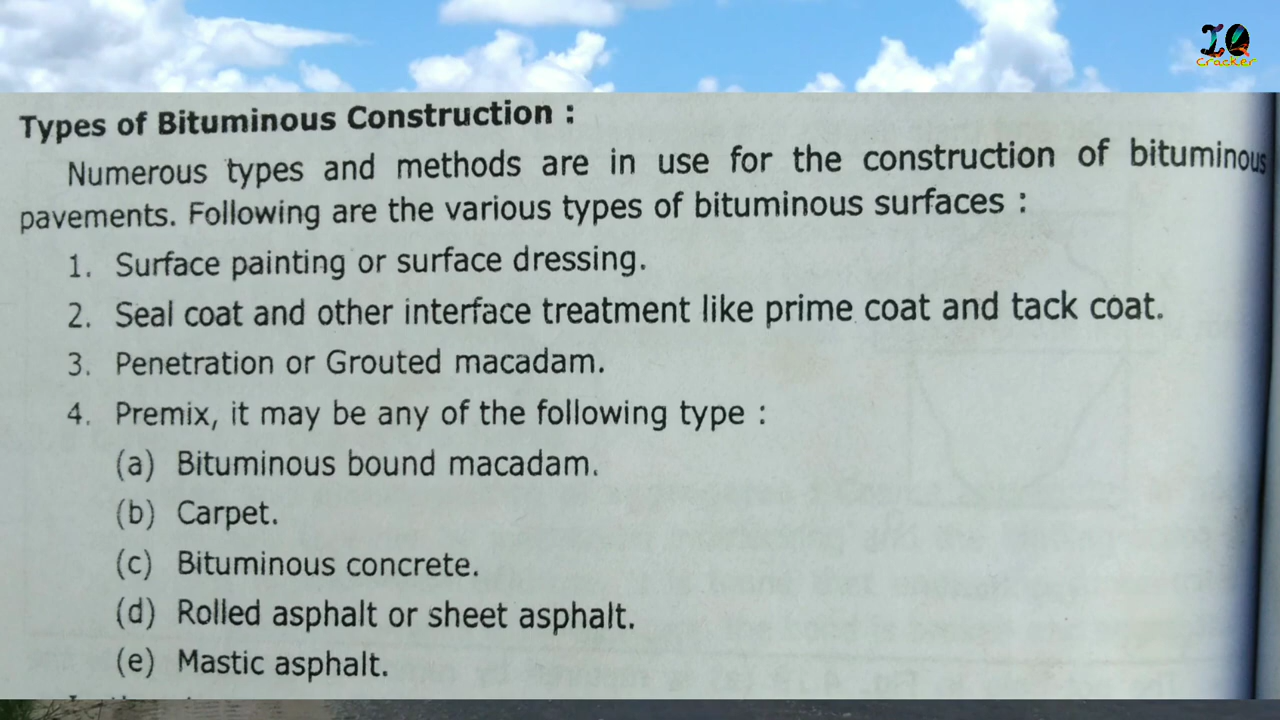 IQ
Cracker
Types of Bituminous Construction :
Numerous types and methods are in use for the construction of bituminous
pavements. Following are the various types of bituminous surfaces :
1. Surface painting or surface dressing.
2. Seal coat and other interface treatment like prime coat and tack coat.
3. Penetration or Grouted macadam.
4. Premix, it may be any of the following type :
(a) Bituminous bound macadam.
(b) Carpet.
(c) Bituminous concrete.
(d) Rolled asphalt or sheet asphalt.
(e) Mastic asphalt.